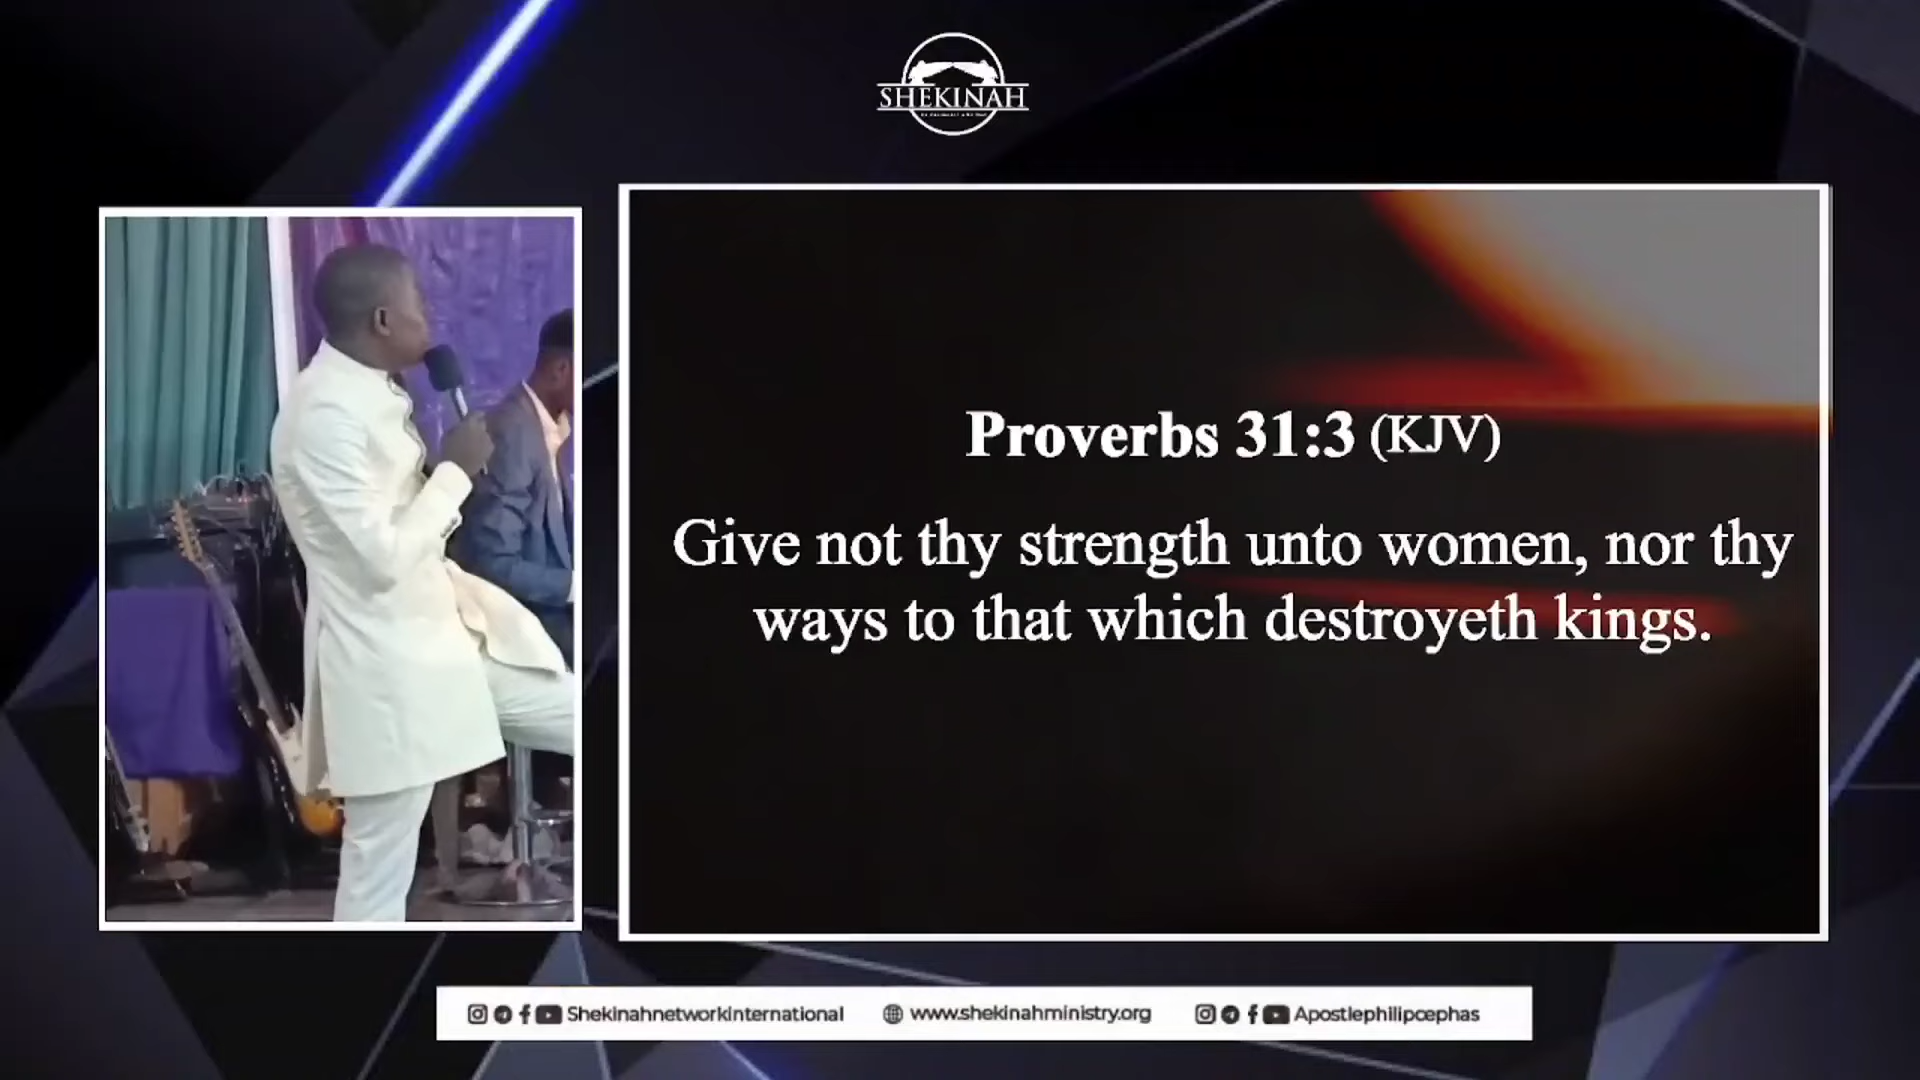 SHEKINAH
Proverbs 31:3 (KJV)
Give not thy strength unto women, nor thy
ways to that which destroyeth kings.
Shekinahnetworkinternational www.shekinahministry.org Apostlephilipcephas